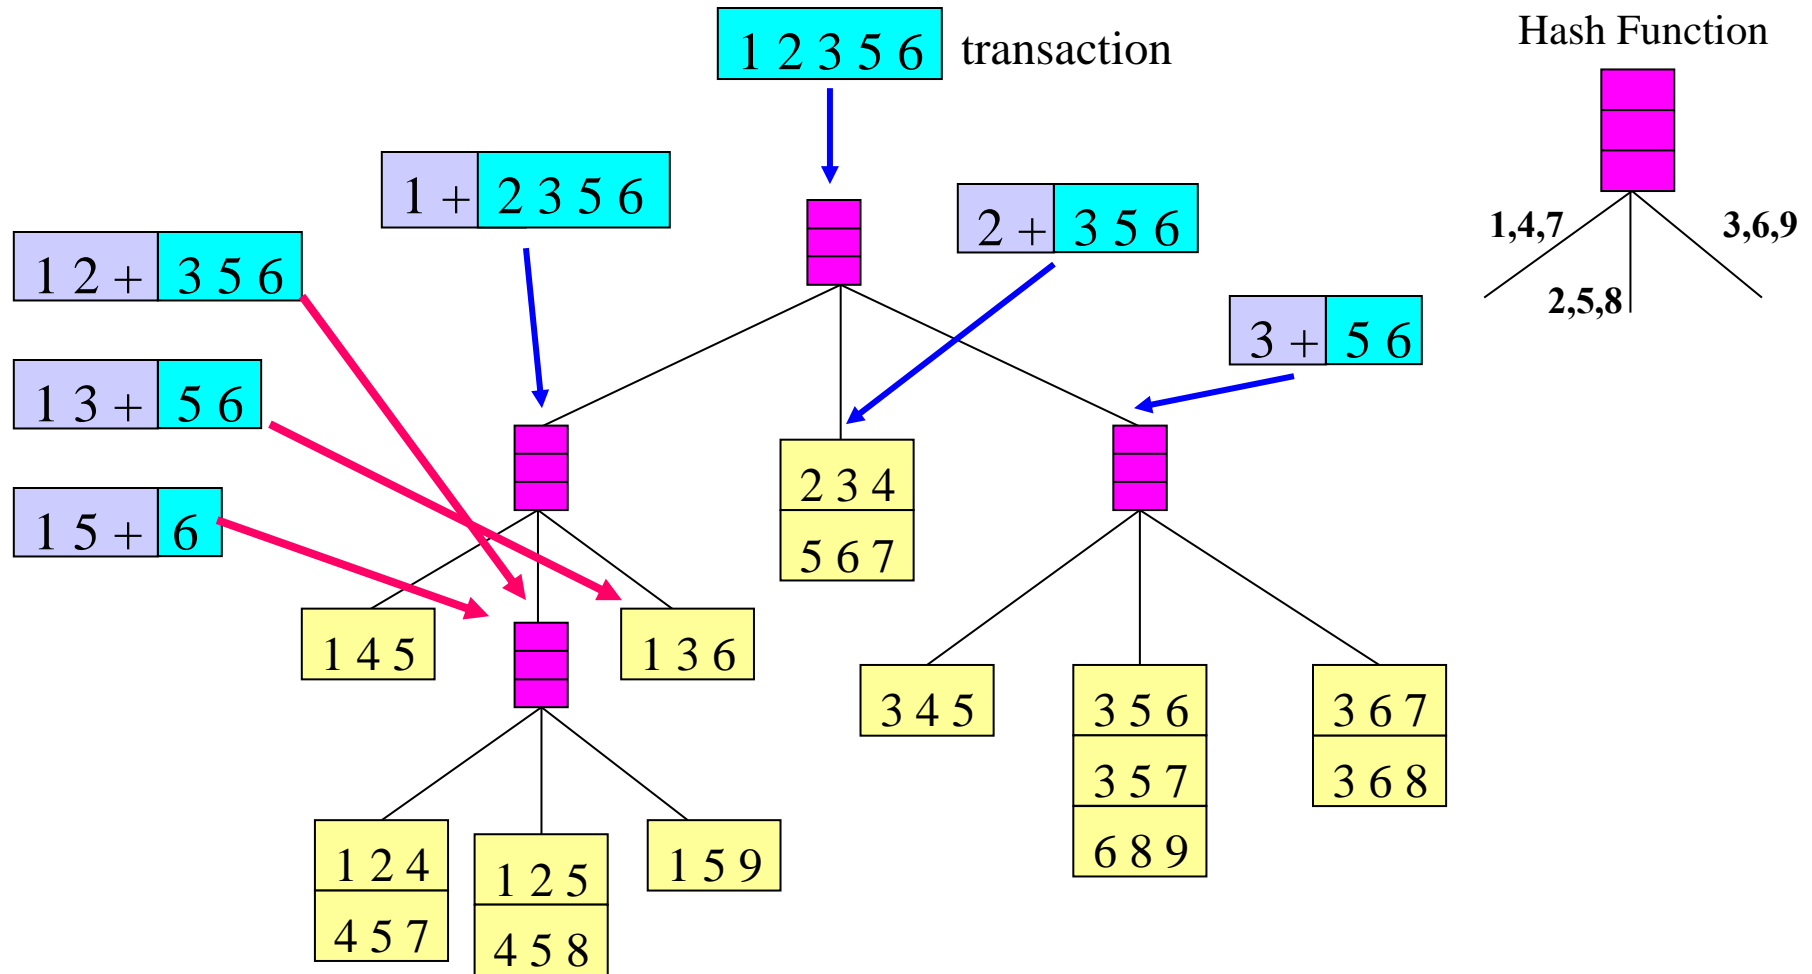 1 2 3 5 6 transaction
Hash Function
1 + 2 3 5 6
2 + 3 5 6
1,4,7
3,6,9
2,5,8
1 2 + 3 5 6
3 + 5 6
1 3 + 5 6
1 5 + 6
2 3 4
5 6 7
1 4 5
1 3 6
3 4 5
3 5 6
3 6 7
3 5 7
3 6 8
6 8 9
1 2 4
1 2 5
1 5 9
4 5 7
4 5 8